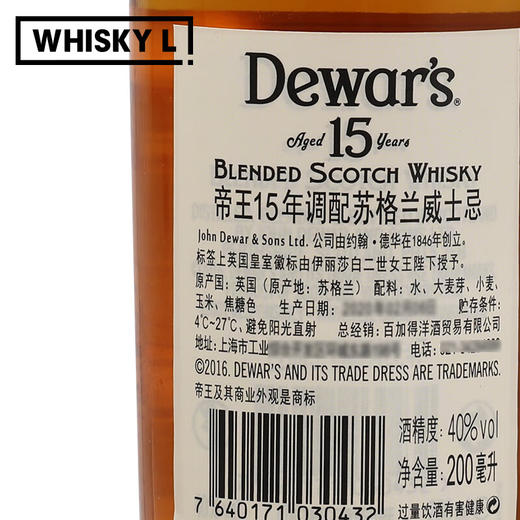 WHISKY L!
Dewar's®
Aged 15 Years
BLENDED SCOTCH WHISKY
帝王15年调配苏格兰威士忌
John Dewar & Sons Ltd. 公司由约翰·德华在1846年创立。
标签上英国皇室徽标由伊丽莎白二世女王陛下授予。
原产国：英国（原产地：苏格兰） 配料：水、大麦芽、小麦、
玉米、焦糖色 生产日期： 贮存条件：
4℃~27℃，避免阳光直射 总经销：百加得洋酒贸易有限公司
地址：上海市工业 电话：
©2016. DEWAR'S AND ITS TRADE DRESS ARE TRADEMARKS.
帝王及其商业外观是商标
酒精度：40%vol
净含量：200毫升
7 640171 030432
过量饮酒有害健康